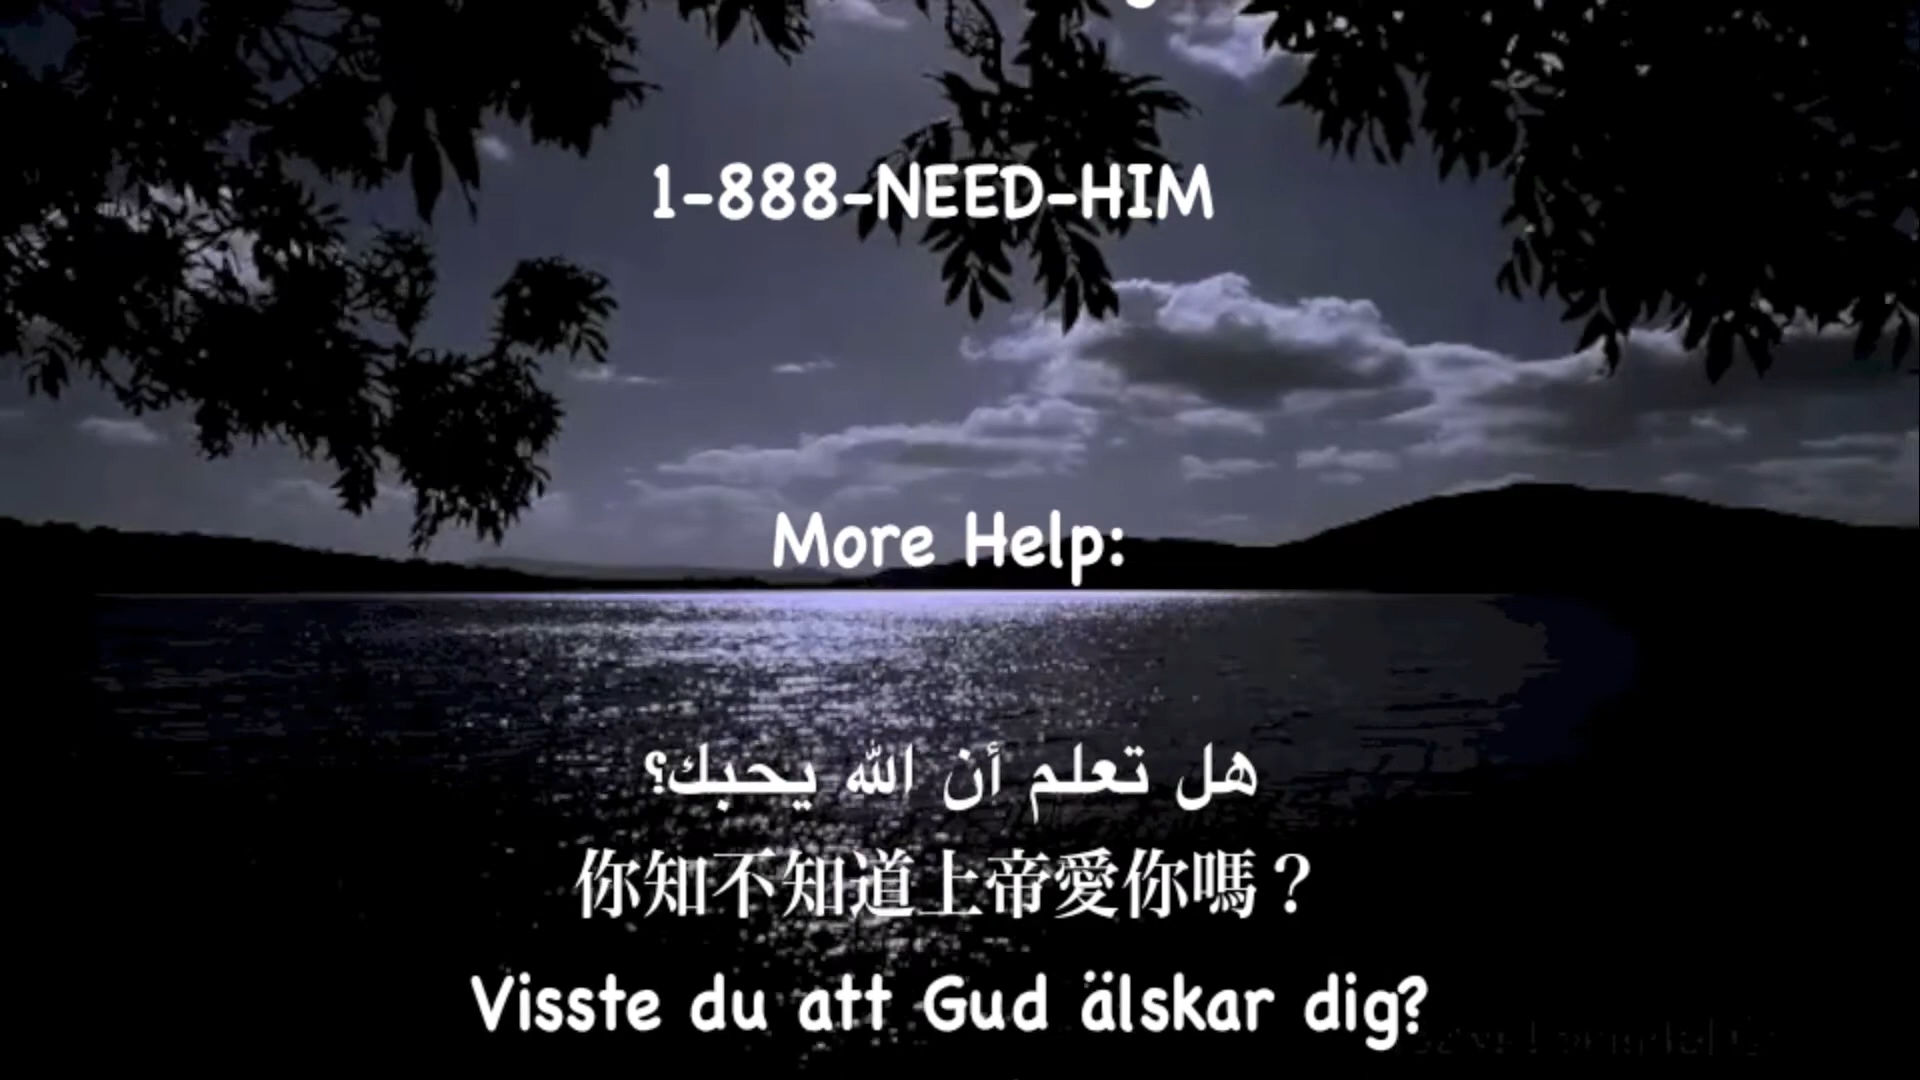 1-888-NEED-HIM
More Help:
هل تعلم أن الله يحبك؟
你知不知道上帝愛你嗎？
Visste du att Gud älskar dig?